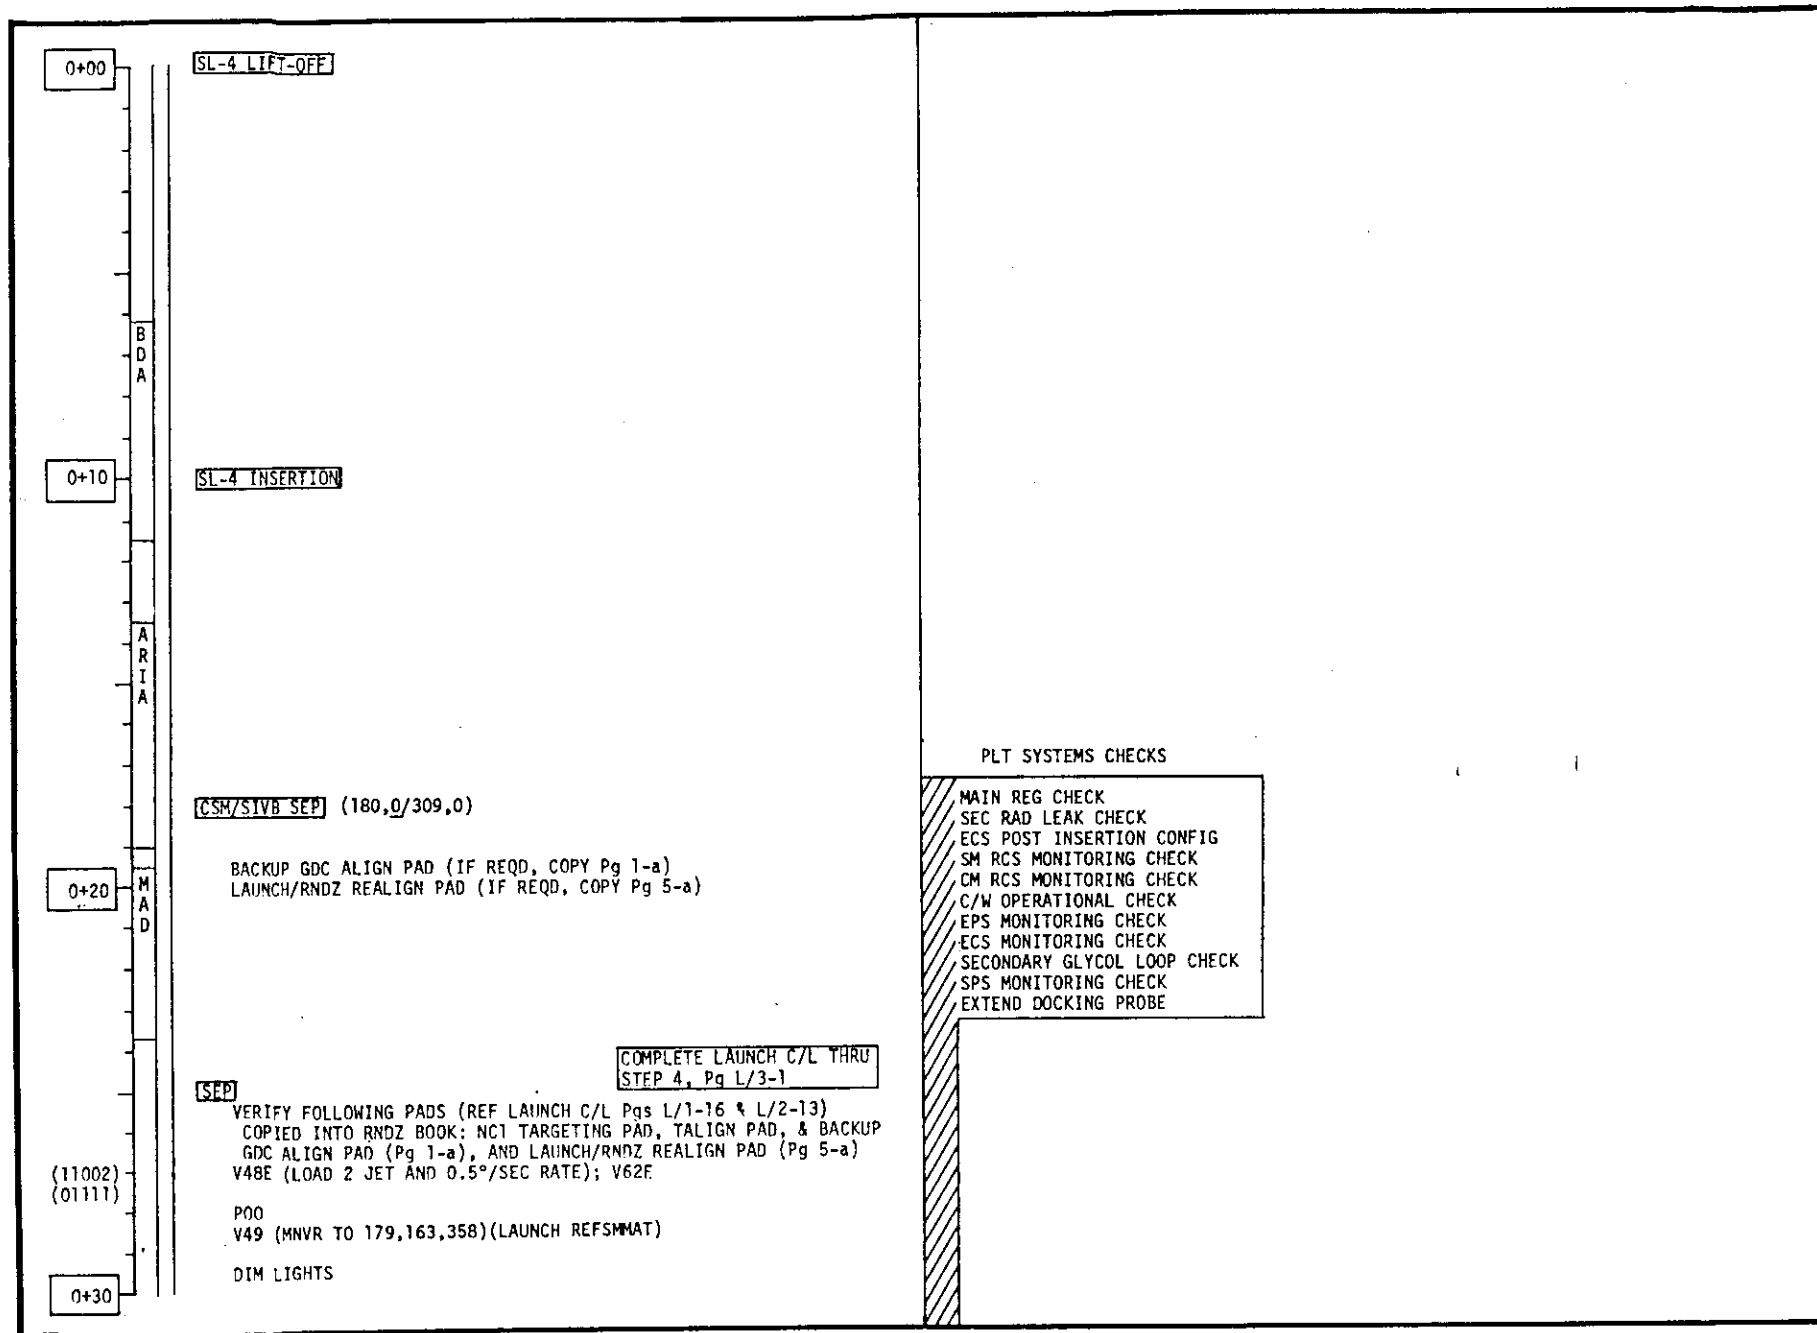 0+00
SL-4 LIFT-OFF
BDA
0+10
SL-4 INSERTION
ARIA
CSM/SIVB SEP (180,0/309,0)
BACKUP GDC ALIGN PAD (IF REQD, COPY Pg 1-a)
LAUNCH/RNDZ REALIGN PAD (IF REQD, COPY Pg 5-a)
0+20
MAD
COMPLETE LAUNCH C/L THRU
STEP 4, Pg L/3-1
SEP
VERIFY FOLLOWING PADS (REF LAUNCH C/L Pgs L/1-16 & L/2-13)
COPIED INTO RNDZ BOOK: NC1 TARGETING PAD, TALIGN PAD, & BACKUP
GDC ALIGN PAD (Pg 1-a), AND LAUNCH/RNDZ REALIGN PAD (Pg 5-a)
(11002)
(01111)
V48E (LOAD 2 JET AND 0.5°/SEC RATE); V62E
P00
V49 (MNVR TO 179,163,358)(LAUNCH REFSMMAT)
DIM LIGHTS
0+30
PLT SYSTEMS CHECKS
MAIN REG CHECK
SEC RAD LEAK CHECK
ECS POST INSERTION CONFIG
SM RCS MONITORING CHECK
CM RCS MONITORING CHECK
C/W OPERATIONAL CHECK
EPS MONITORING CHECK
ECS MONITORING CHECK
SECONDARY GLYCOL LOOP CHECK
SPS MONITORING CHECK
EXTEND DOCKING PROBE